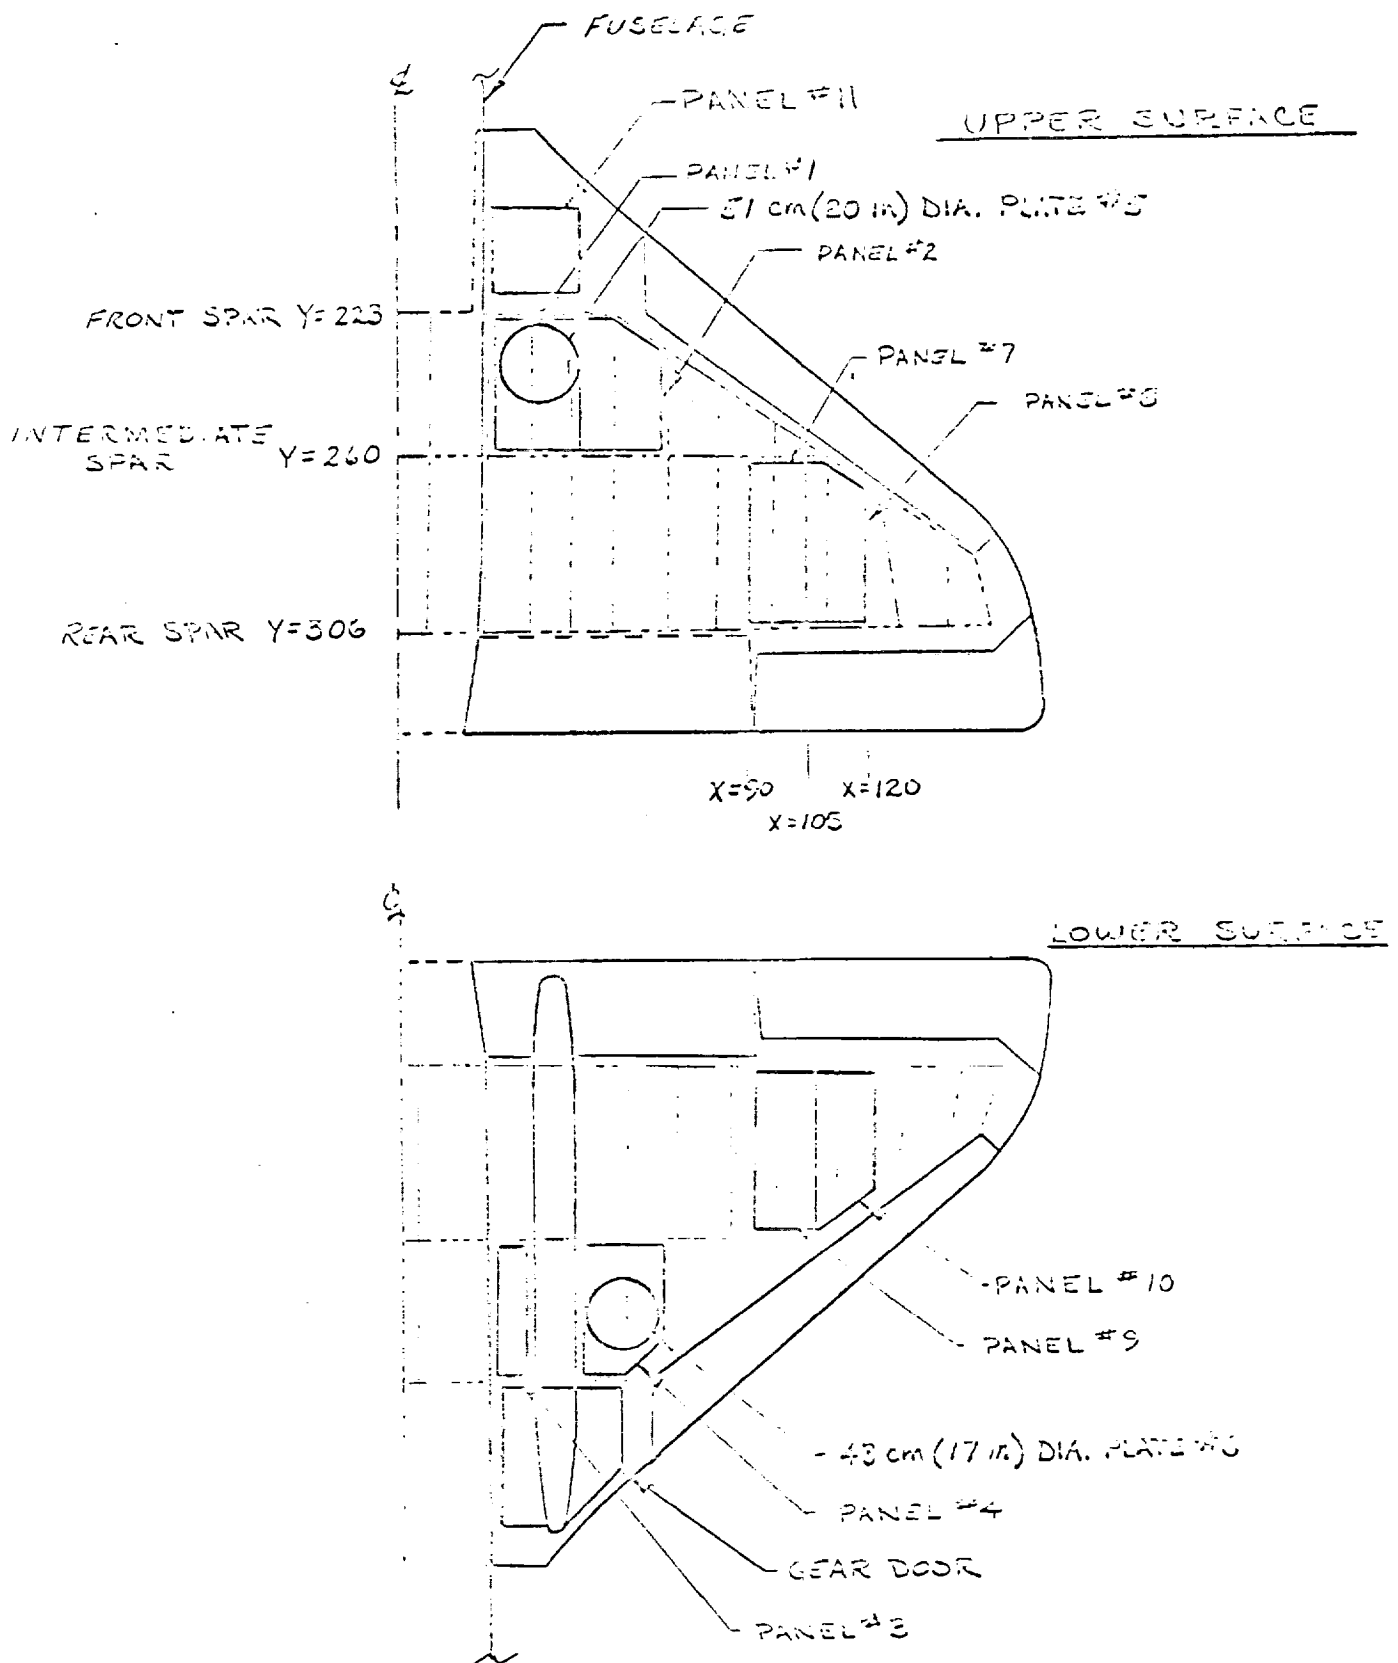 FUSELAGE
PANEL #11
UPPER SURFACE
PANEL #1
51 cm (20 in) DIA. PLATE #5
PANEL #2
FRONT SPAR Y=223
PANEL #7
PANEL #8
INTERMEDIATE
SPAR Y=260
REAR SPAR Y=306
X=90 X=120
X=105
LOWER SURFACE
PANEL #10
PANEL #9
43 cm (17 in) DIA. PLATE #6
PANEL #4
GEAR DOOR
PANEL #3